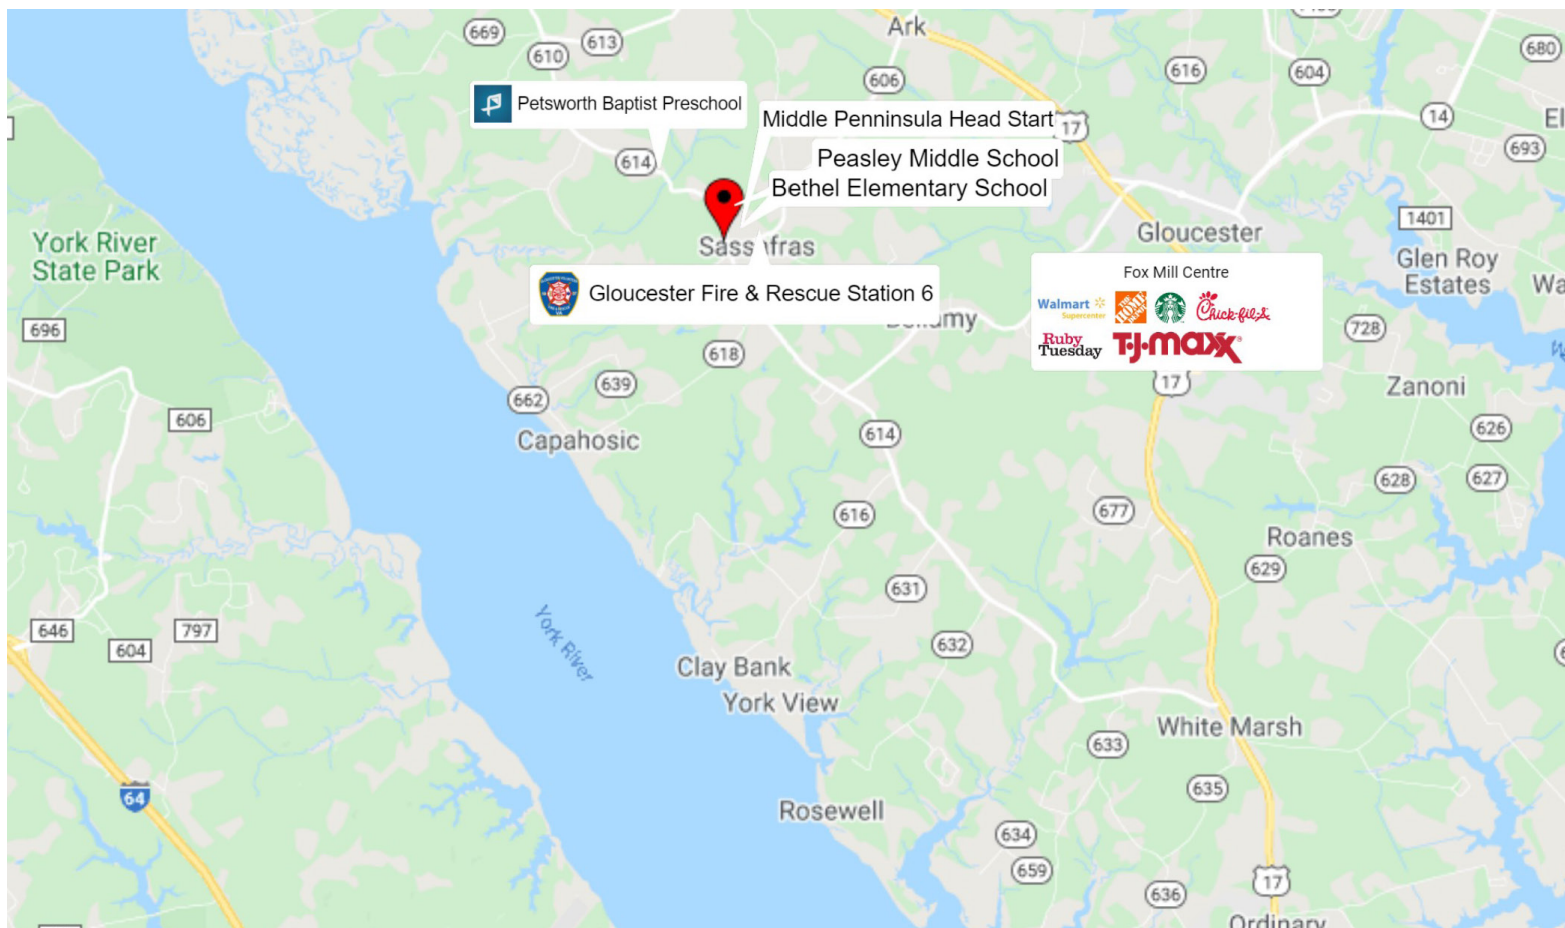 Ark
669
613
610
606
616
604
680
Petsworth Baptist Preschool
Middle Penninsula Head Start
17
14
El
693
614
Peasley Middle School
Bethel Elementary School
1401
York River
State Park
Sassafras
Gloucester
Glen Roy
Estates
Wa
Gloucester Fire & Rescue Station 6
Fox Mill Centre
Walmart
Supercenter
THE HOME DEPOT
Chick-fil-A
Ruby
Tuesday
T·J·maxx
696
618
728
639
662
17
Zanoni
606
Capahosic
614
626
628
627
616
677
Roanes
629
631
York River
646
797
604
632
Clay Bank
York View
White Marsh
633
64
635
Rosewell
634
659
17
636
Ordinary